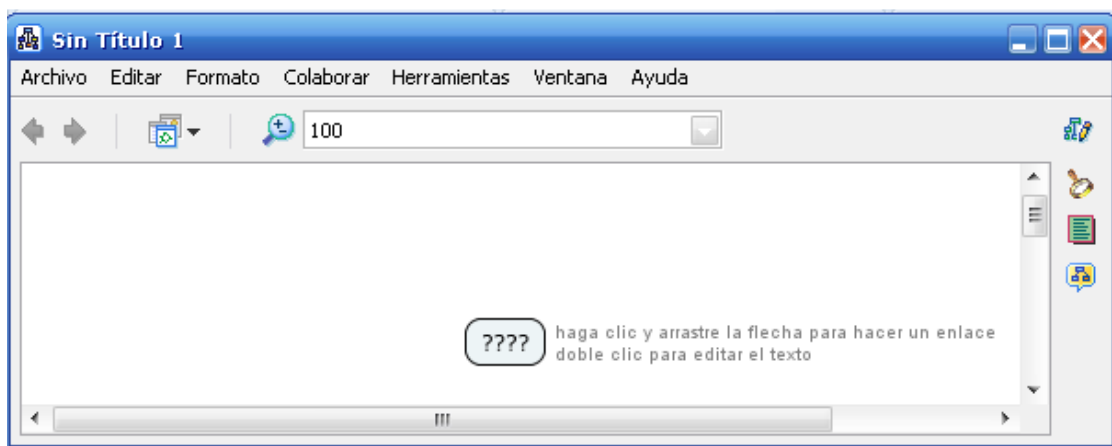 Sin Título 1
Archivo Editar Formato Colaborar Herramientas Ventana Ayuda
100
???? haga clic y arrastre la flecha para hacer un enlace
doble clic para editar el texto